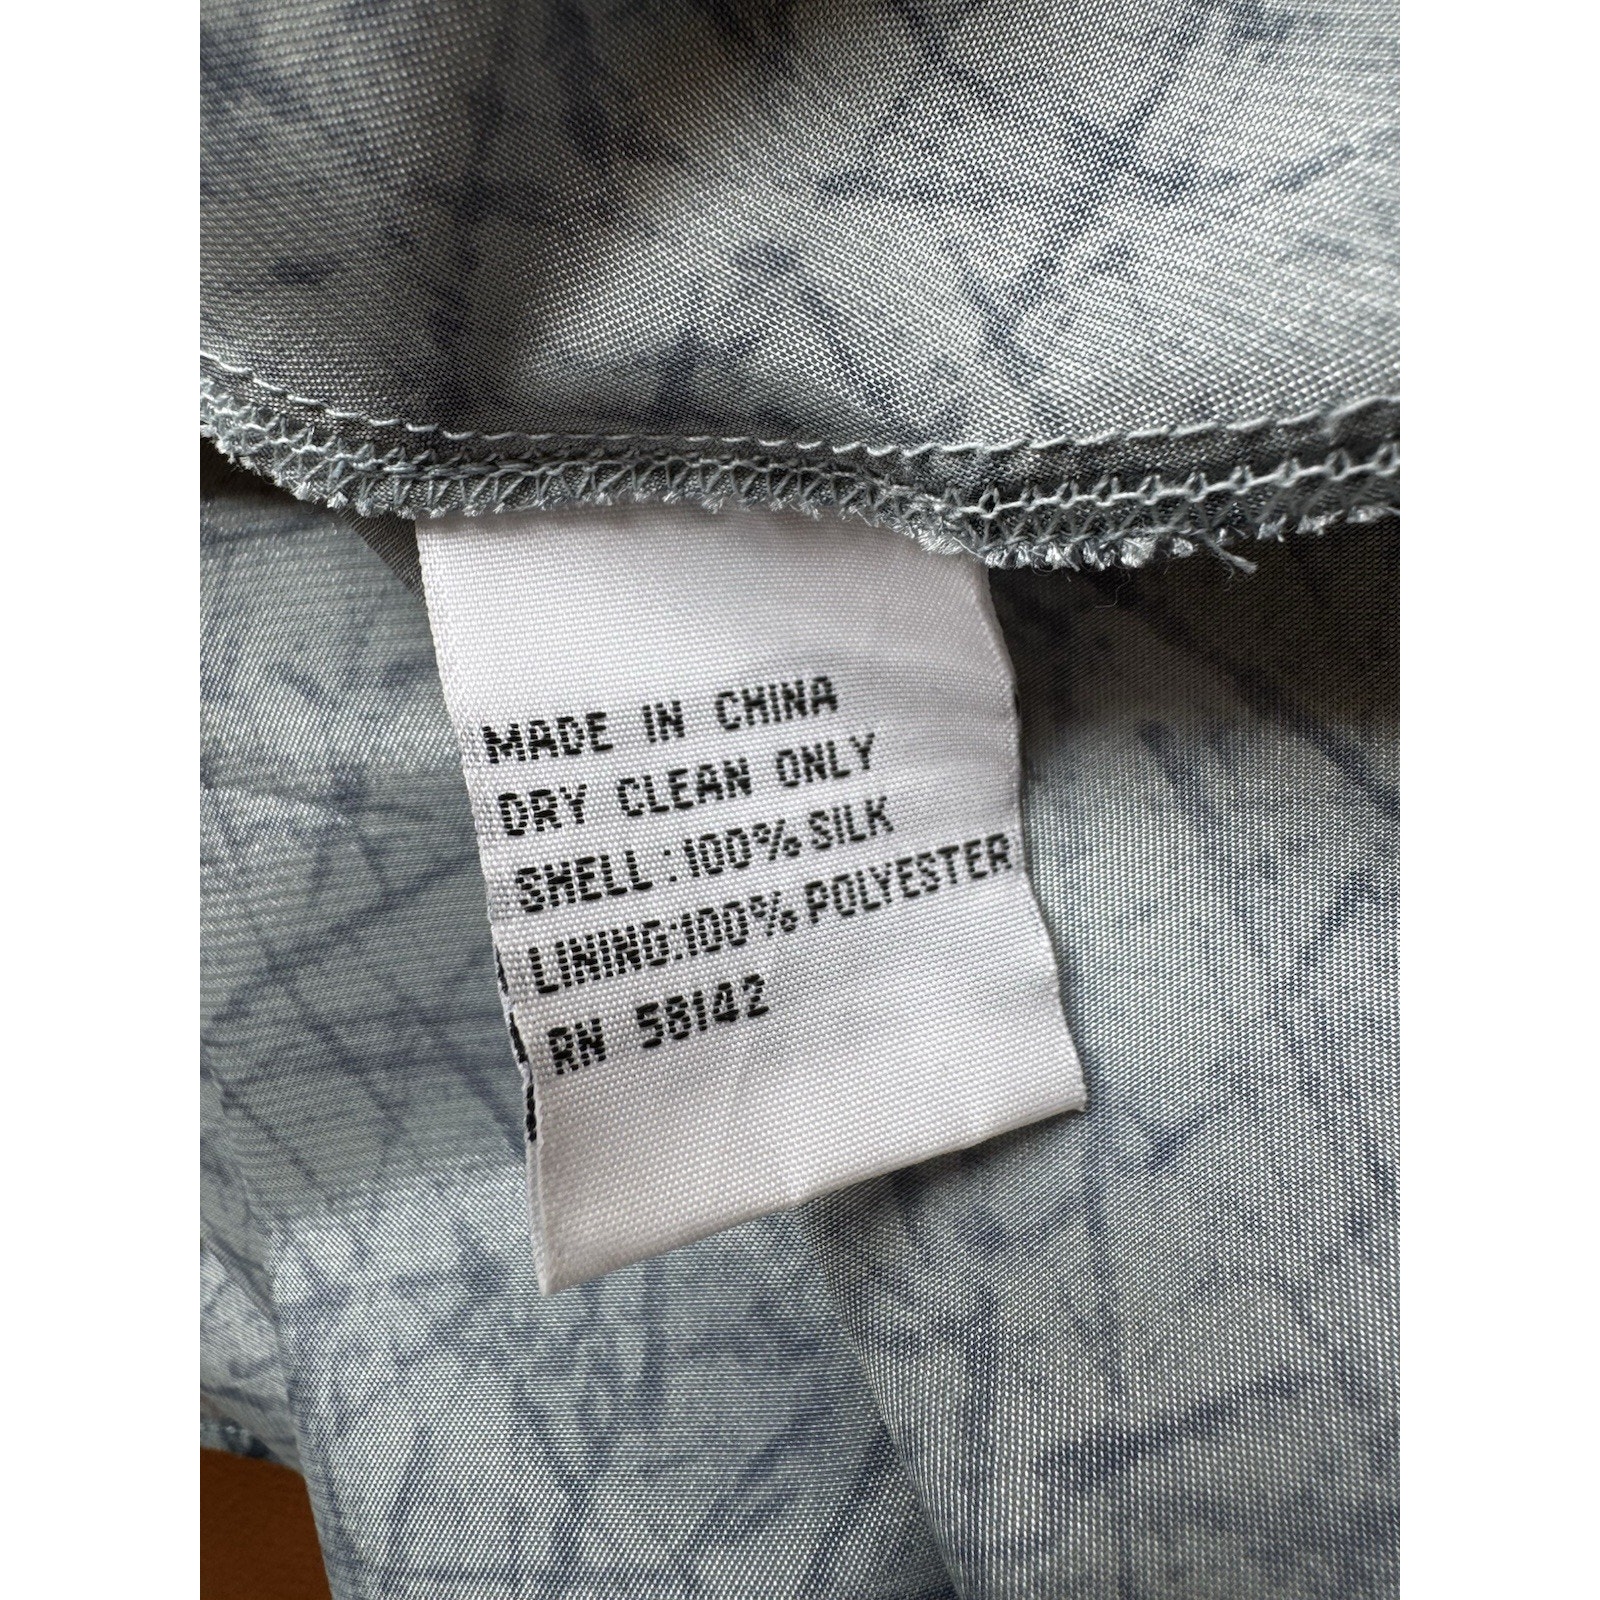 MADE IN CHINA
DRY CLEAN ONLY
SHELL:100% SILK
LINING:100% POLYESTER
RN 58142